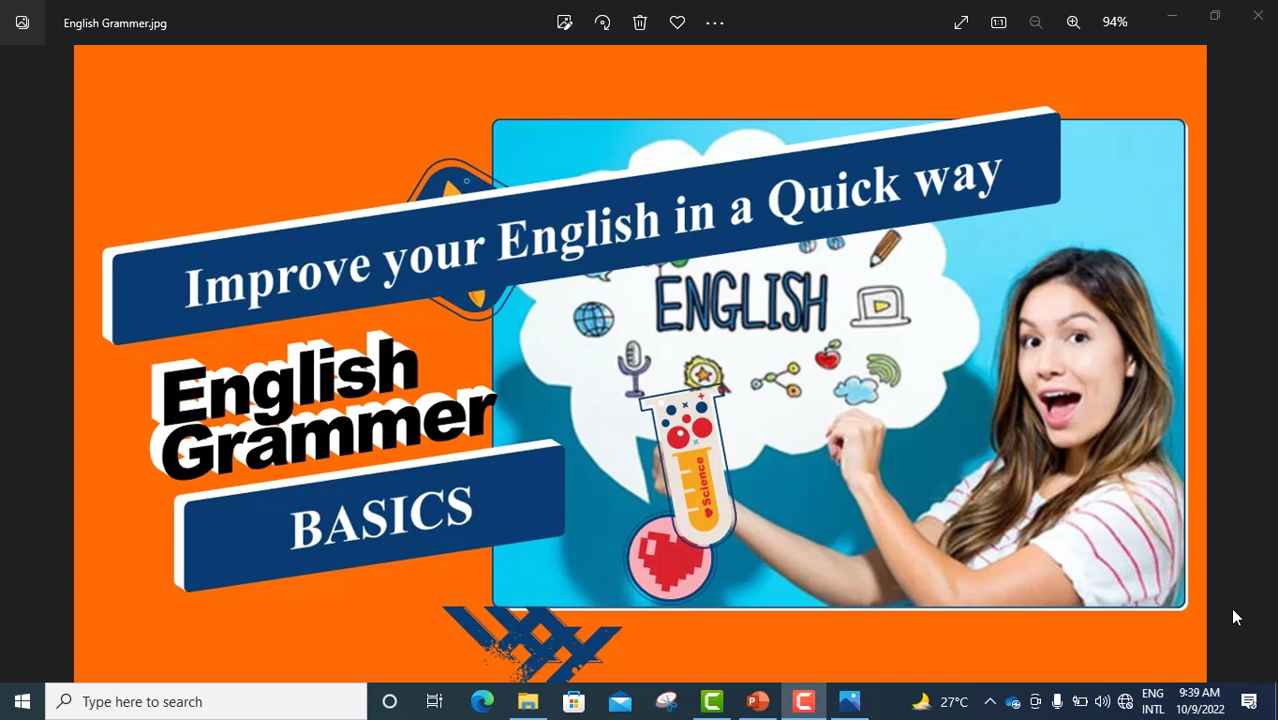 English Grammer.jpg
94%
Improve your English in a Quick way
ENGLISH
English
Grammer
Science
BASICS
Type here to search
27°C
ENG
INTL
9:39 AM
10/9/2022